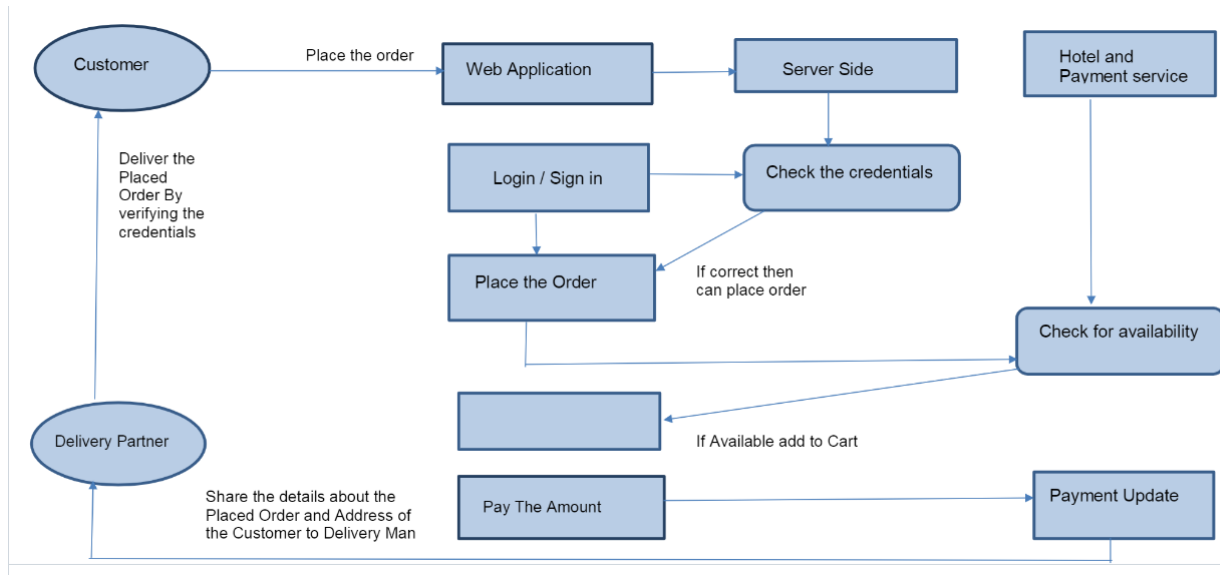 Customer
Place the order
Web Application
Server Side
Hotel and
Payment service
Deliver the
Placed
Order By
verifying the
credentials
Login / Sign in
Check the credentials
Place the Order
If correct then
can place order
Check for availability
Delivery Partner
If Available add to Cart
Share the details about the
Placed Order and Address of
the Customer to Delivery Man
Pay The Amount
Payment Update